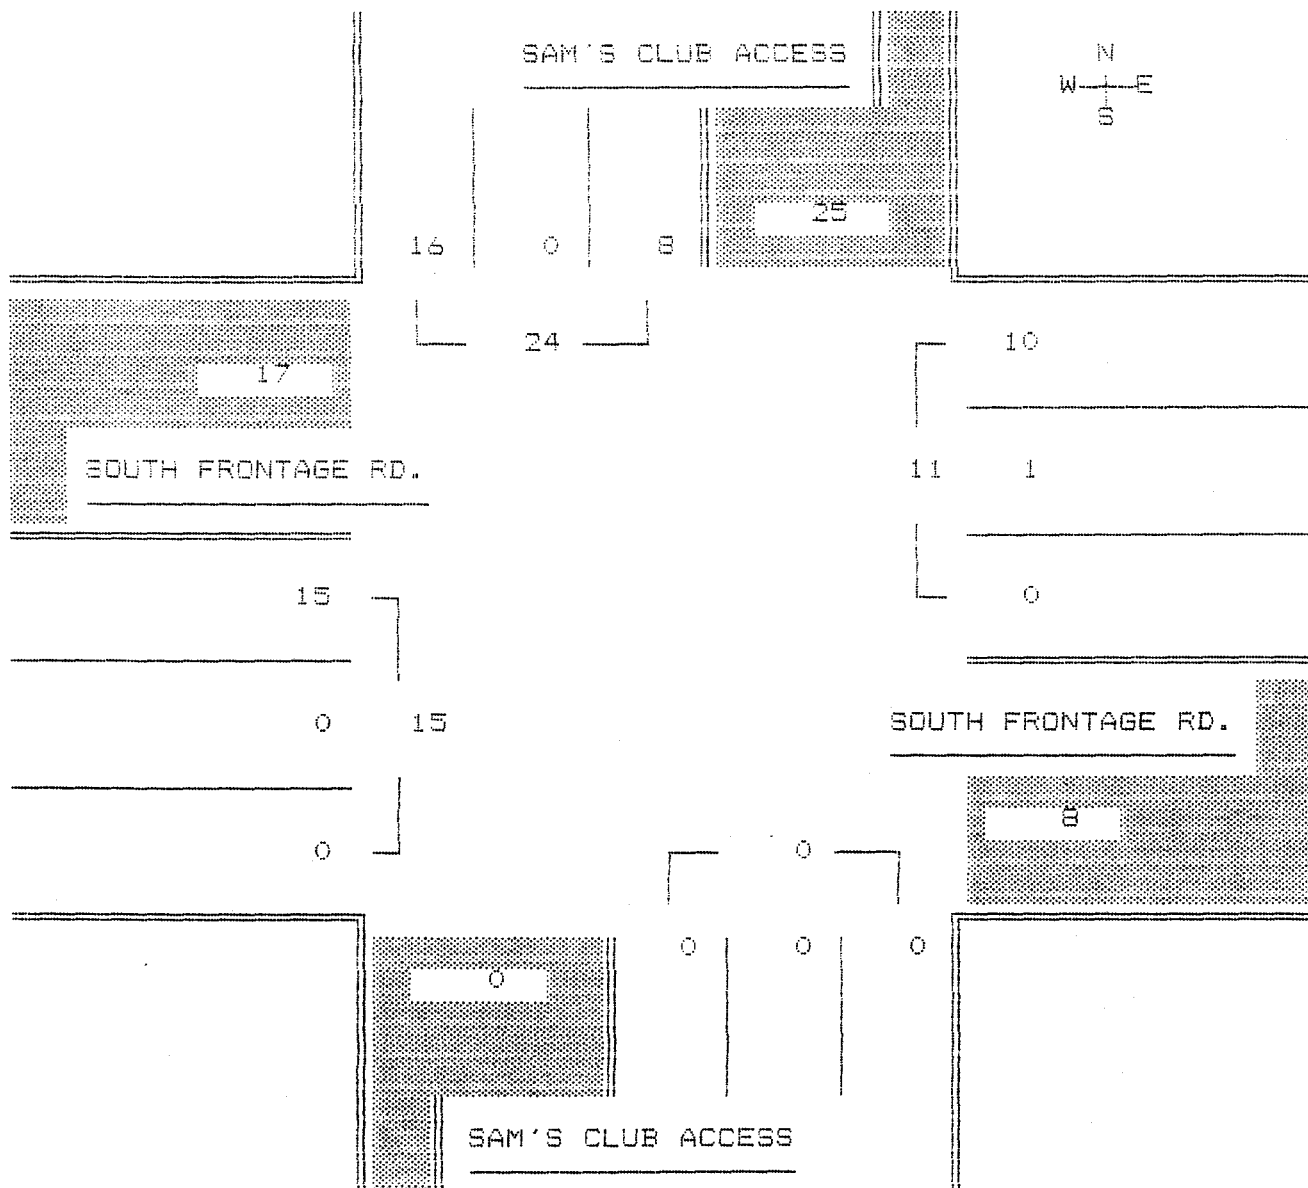 SAM'S CLUB ACCESS
N
W E
S
25
16 0 8
24
10
17
SOUTH FRONTAGE RD.
11 1
15
0
0 15
SOUTH FRONTAGE RD.
8
0
0
0 0 0
0
SAM'S CLUB ACCESS